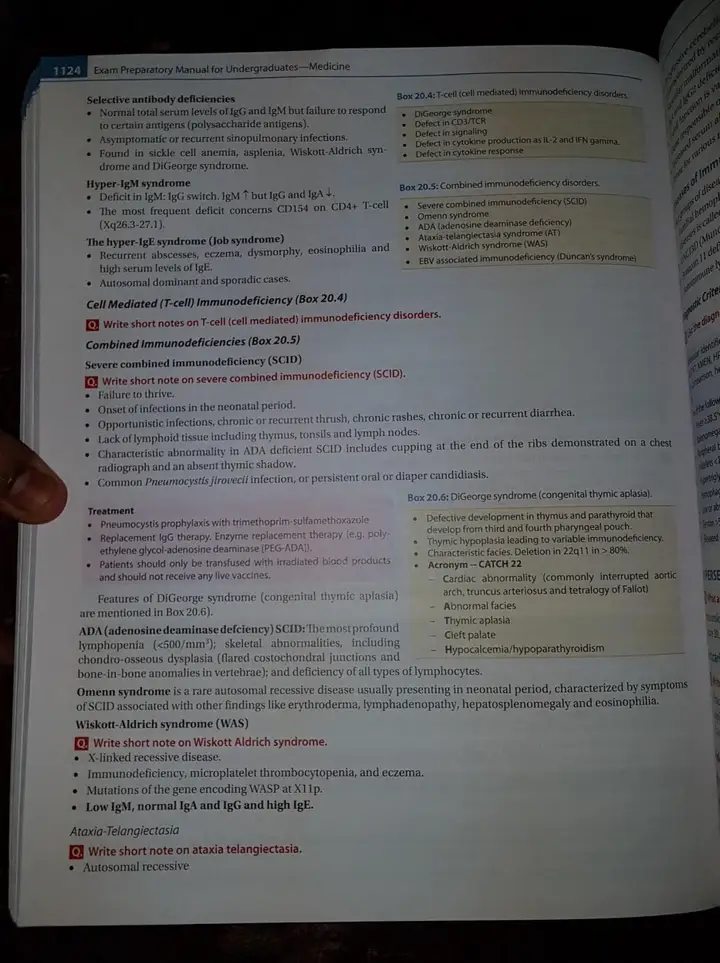 1124 Exam Preparatory Manual for Undergraduates—Medicine
Selective antibody deficiencies
• Normal total serum levels of IgG and IgM but failure to respond
to certain antigens (polysaccharide antigens).
• Asymptomatic or recurrent sinopulmonary infections.
• Found in sickle cell anemia, asplenia, Wiskott-Aldrich syn-
drome and DiGeorge syndrome.
Hyper-IgM syndrome
• Deficit in IgM: IgG switch. IgM ↑ but IgG and IgA ↓.
• The most frequent deficit concerns CD154 on CD4+ T-cell
(Xq26.3-27.1).
The hyper-IgE syndrome (Job syndrome)
• Recurrent abscesses, eczema, dysmorphy, eosinophilia and
high serum levels of IgE.
• Autosomal dominant and sporadic cases.
Box 20.4: T-cell (cell mediated) Immunodeficiency disorders.
• DiGeorge syndrome
• Defect in CD3/TCR
• Defect in signaling
• Defect in cytokine production as IL-2 and IFN gamma.
• Defect in cytokine response
Box 20.5: Combined immunodeficiency disorders.
• Severe combined immunodeficiency (SCID)
• Omenn syndrome
• ADA (adenosine deaminase deficiency)
• Ataxia-telangiectasia syndrome (AT)
• Wiskott-Aldrich syndrome (WAS)
• EBV associated immunodeficiency (Duncan's syndrome)
Cell Mediated (T-cell) Immunodeficiency (Box 20.4)
Q. Write short notes on T-cell (cell mediated) immunodeficiency disorders.
Combined Immunodeficiencies (Box 20.5)
Severe combined immunodeficiency (SCID)
Q. Write short note on severe combined immunodeficiency (SCID).
• Failure to thrive.
• Onset of infections in the neonatal period.
• Opportunistic infections, chronic or recurrent thrush, chronic rashes, chronic or recurrent diarrhea.
• Lack of lymphoid tissue including thymus, tonsils and lymph nodes.
• Characteristic abnormality in ADA deficient SCID includes cupping at the end of the ribs demonstrated on a chest
radiograph and an absent thymic shadow.
• Common Pneumocystis jirovecii infection, or persistent oral or diaper candidiasis.
Treatment
• Pneumocystis prophylaxis with trimethoprim-sulfamethoxazole
• Replacement IgG therapy. Enzyme replacement therapy (e.g. poly-
ethylene glycol-adenosine deaminase [PEG-ADA]).
• Patients should only be transfused with irradiated blood products
and should not receive any live vaccines.
Features of DiGeorge syndrome (congenital thymic aplasia)
are mentioned in Box 20.6).
Box 20.6: DiGeorge syndrome (congenital thymic aplasia).
• Defective development in thymus and parathyroid that
develop from third and fourth pharyngeal pouch.
• Thymic hypoplasia leading to variable immunodeficiency.
• Characteristic facies. Deletion in 22q11 in > 80%.
• Acronym -- CATCH 22
– Cardiac abnormality (commonly interrupted aortic
arch, truncus arteriosus and tetralogy of Fallot)
– Abnormal facies
– Thymic aplasia
– Cleft palate
– Hypocalcemia/hypoparathyroidism
ADA (adenosine deaminase defciency) SCID: The most profound
lymphopenia (<500/mm³); skeletal abnormalities, including
chondro-osseous dysplasia (flared costochondral junctions and
bone-in-bone anomalies in vertebrae); and deficiency of all types of lymphocytes.
Omenn syndrome is a rare autosomal recessive disease usually presenting in neonatal period, characterized by symptoms
of SCID associated with other findings like erythroderma, lymphadenopathy, hepatosplenomegaly and eosinophilia.
Wiskott-Aldrich syndrome (WAS)
Q. Write short note on Wiskott Aldrich syndrome.
• X-linked recessive disease.
• Immunodeficiency, microplatelet thrombocytopenia, and eczema.
• Mutations of the gene encoding WASP at X11p.
• Low IgM, normal IgA and IgG and high IgE.
Ataxia-Telangiectasia
Q. Write short note on ataxia telangiectasia.
• Autosomal recessive